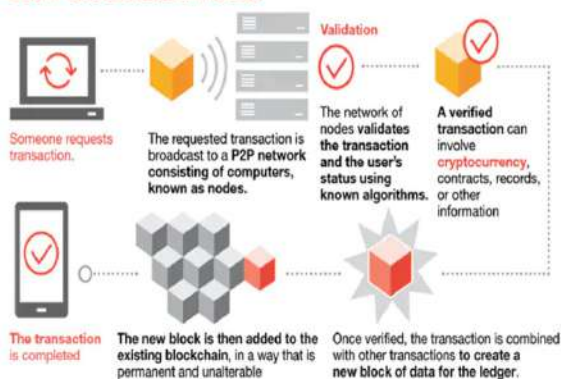 Validation
Someone requests
transaction.
The requested transaction is
broadcast to a P2P network
consisting of computers,
known as nodes.
The network of
nodes validates
the transaction
and the user's
status using
known algorithms.
A verified
transaction can
involve
cryptocurrency,
contracts, records,
or other
information
The transaction
is completed
The new block is then added to the
existing blockchain, in a way that is
permanent and unalterable
Once verified, the transaction is combined
with other transactions to create a
new block of data for the ledger.